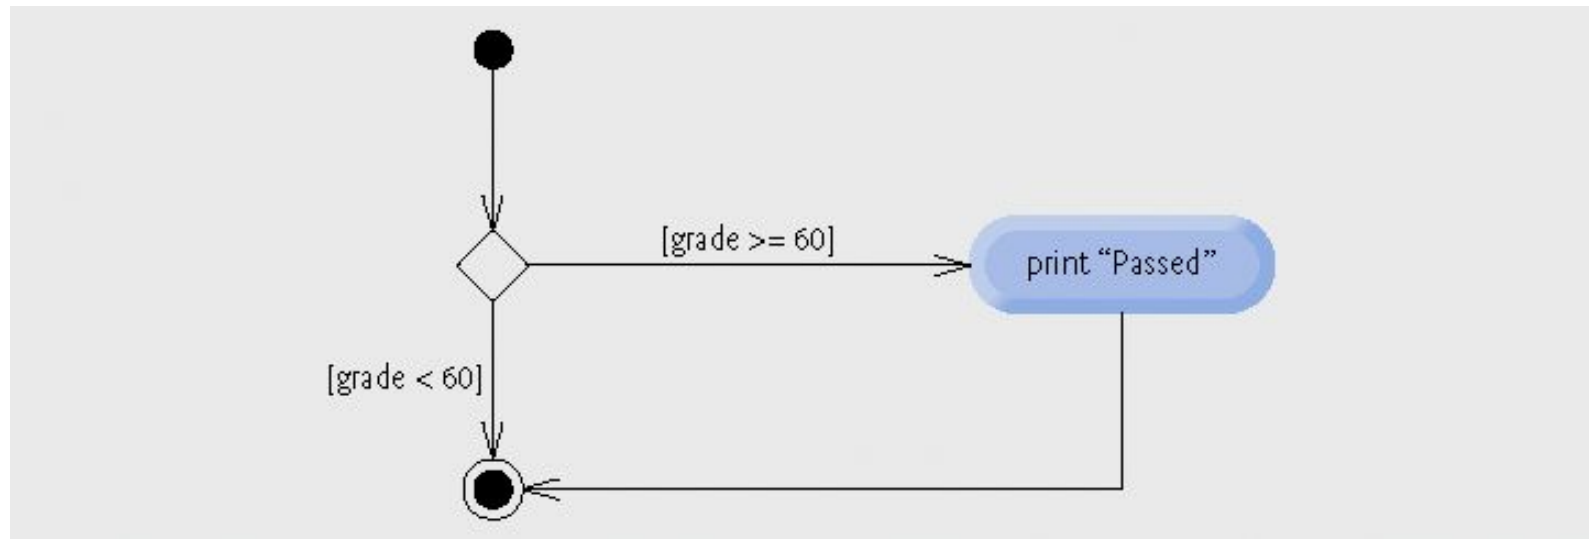 [grade >= 60]
print “Passed”
[grade < 60]